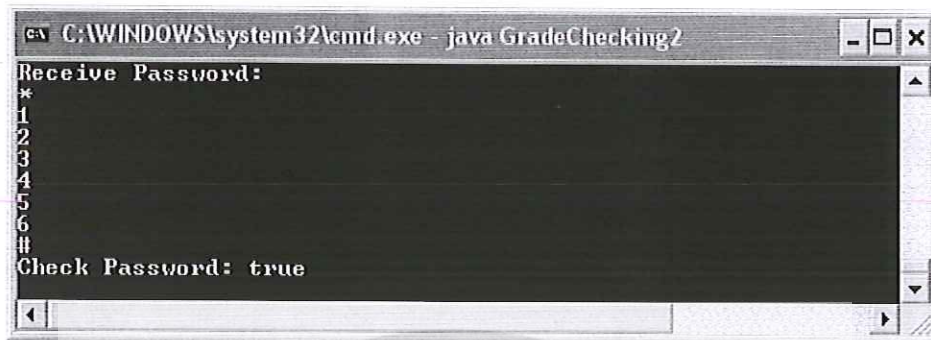 C:\WINDOWS\system32\cmd.exe - java GradeChecking2
Receive Password:
*
1
2
3
4
5
6
#
Check Password: true